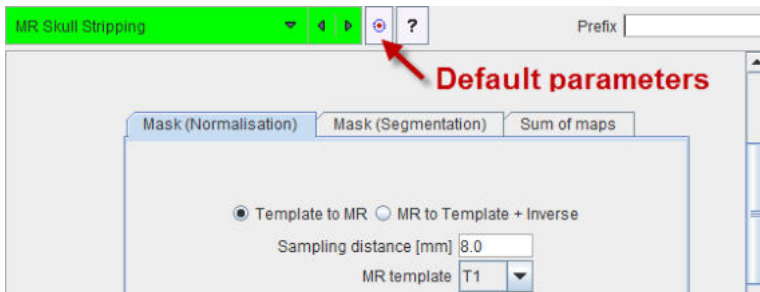 MR Skull Stripping ? Prefix
Default parameters
Mask (Normalisation) Mask (Segmentation) Sum of maps
Template to MR MR to Template + Inverse
Sampling distance [mm] 8.0
MR template T1